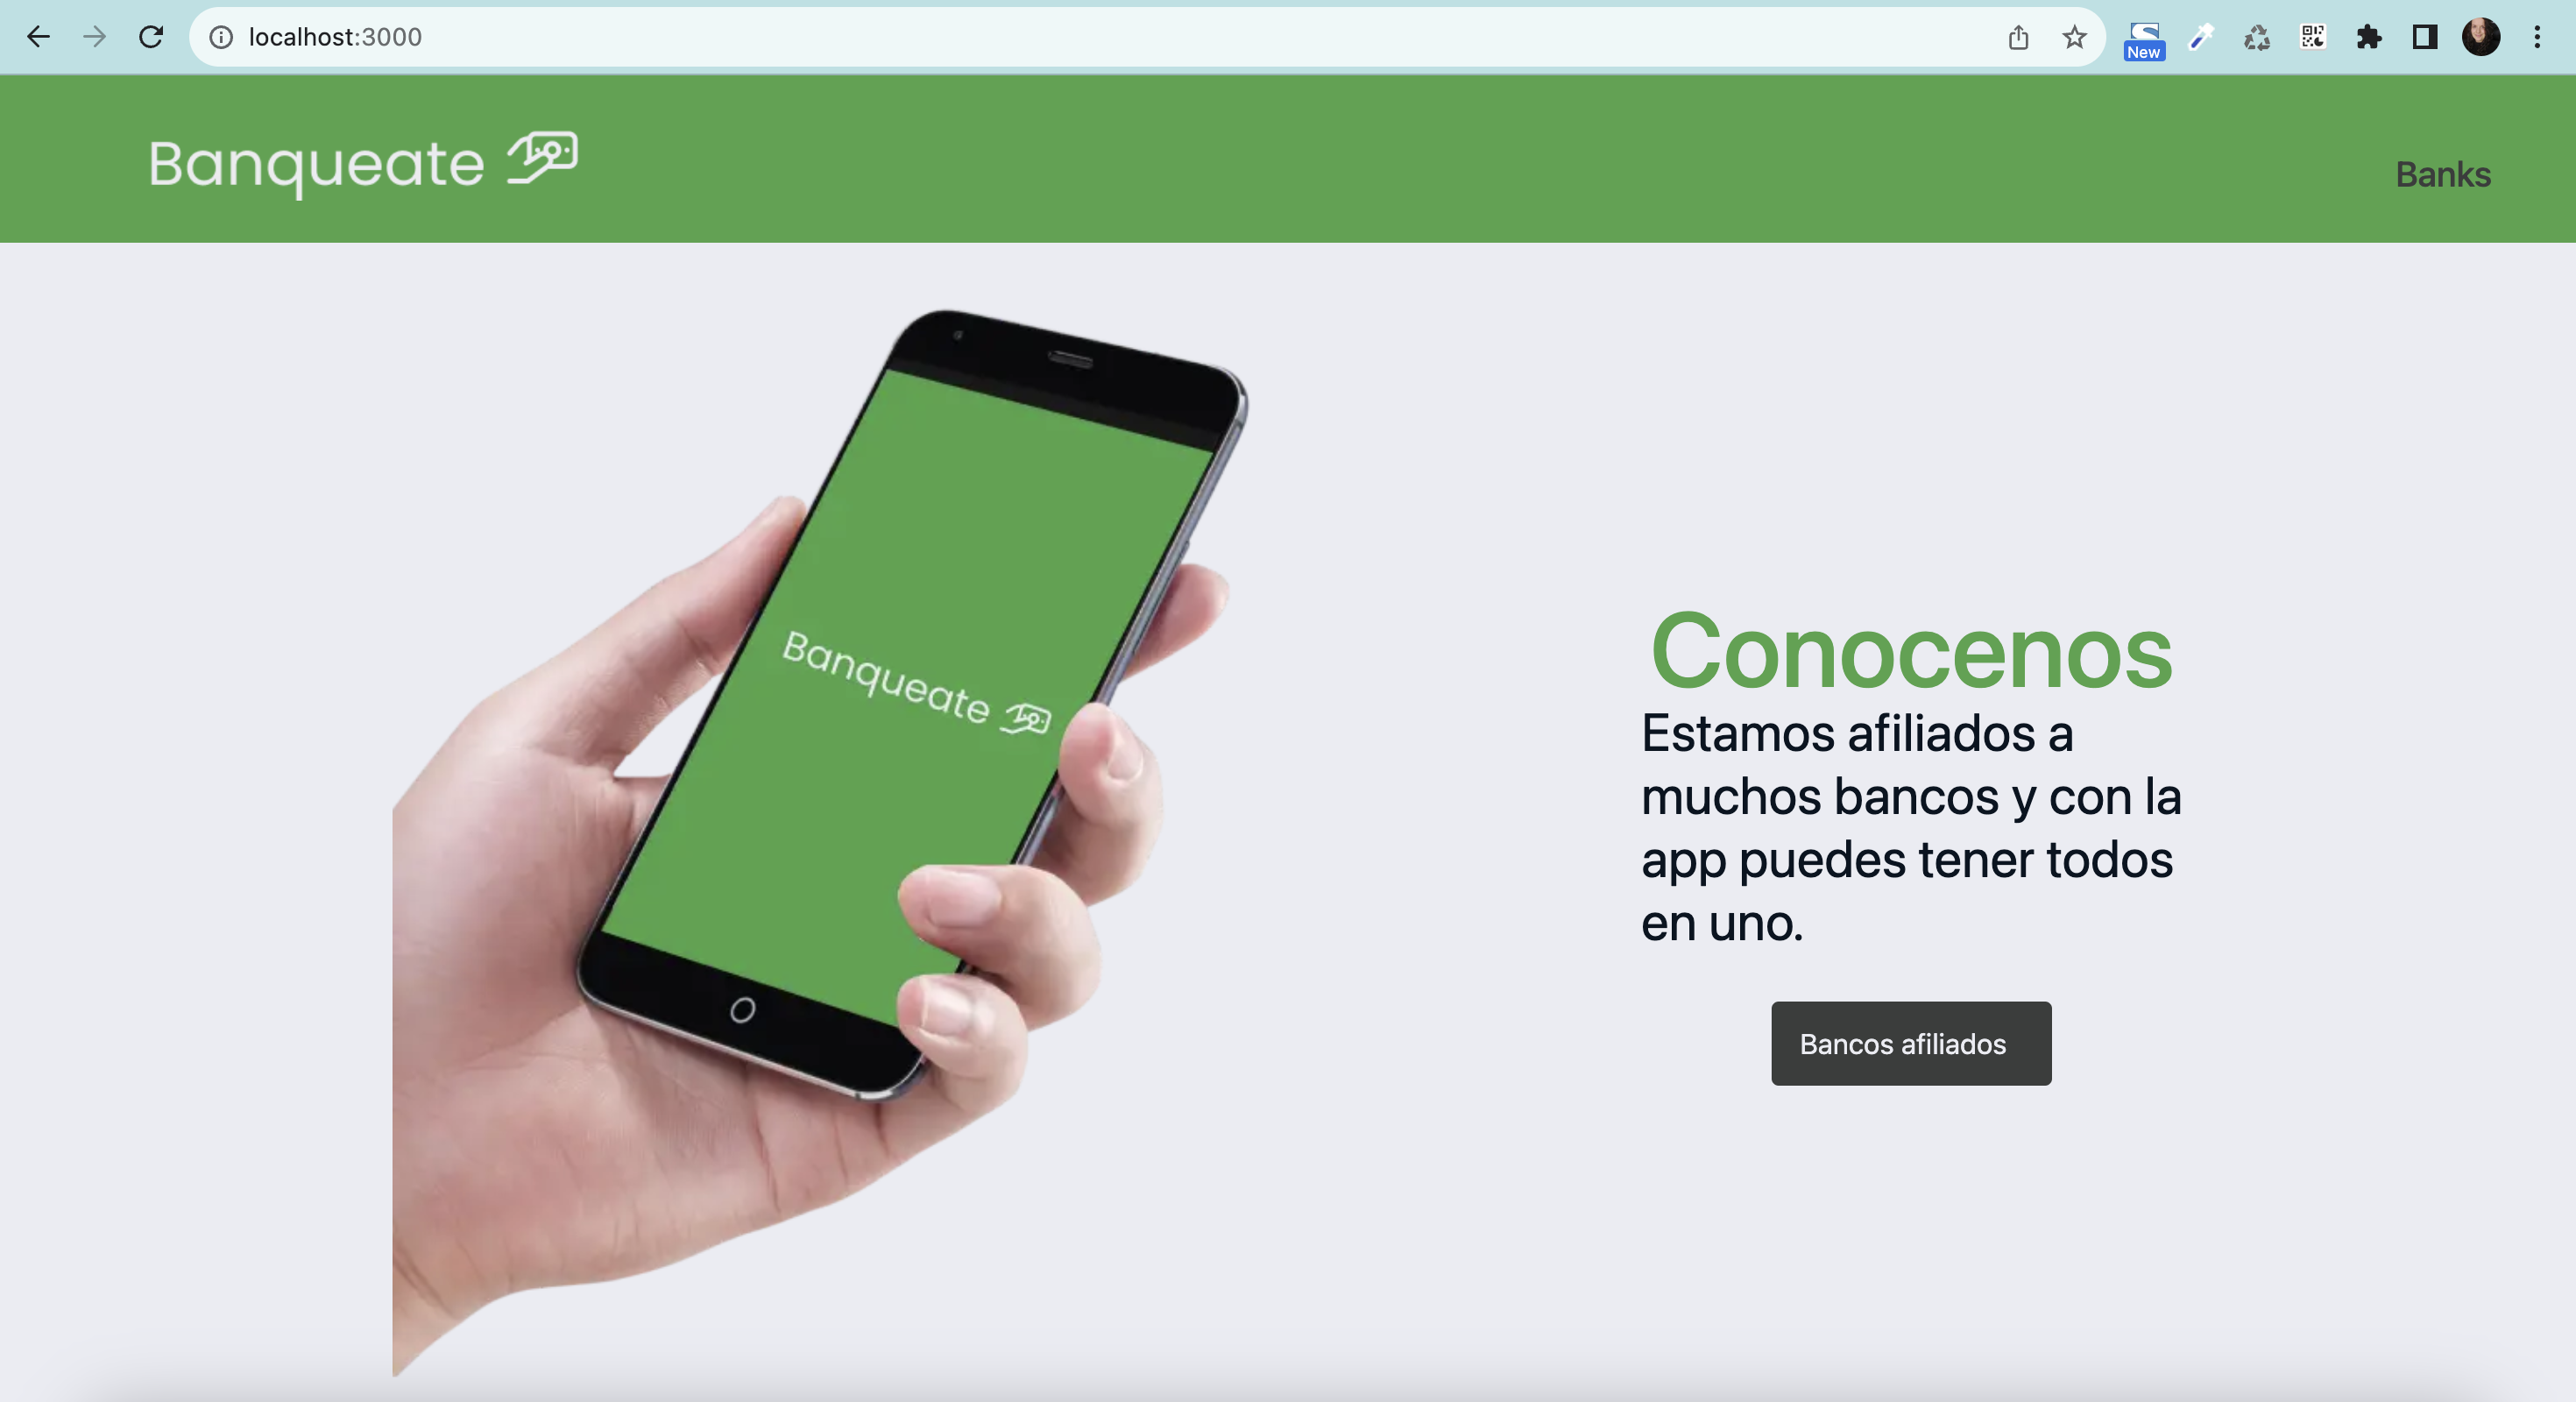 localhost:3000
New
Banqueate
Banks
Banqueate
Conocenos
Estamos afiliados a
muchos bancos y con la
app puedes tener todos
en uno.
Bancos afiliados